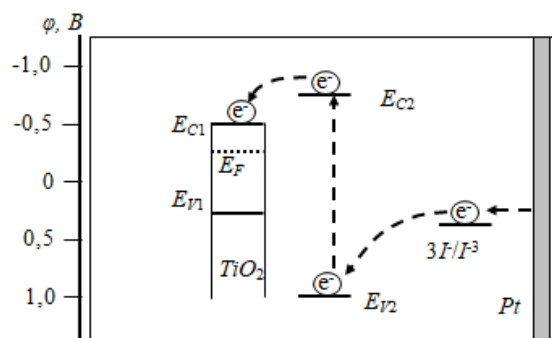 φ, B
-1,0
-0,5
0
0,5
1,0
e-
e-
E_C2
E_C1
E_F
E_V1
e-
3I-/I-3
TiO2
e-
E_V2
Pt